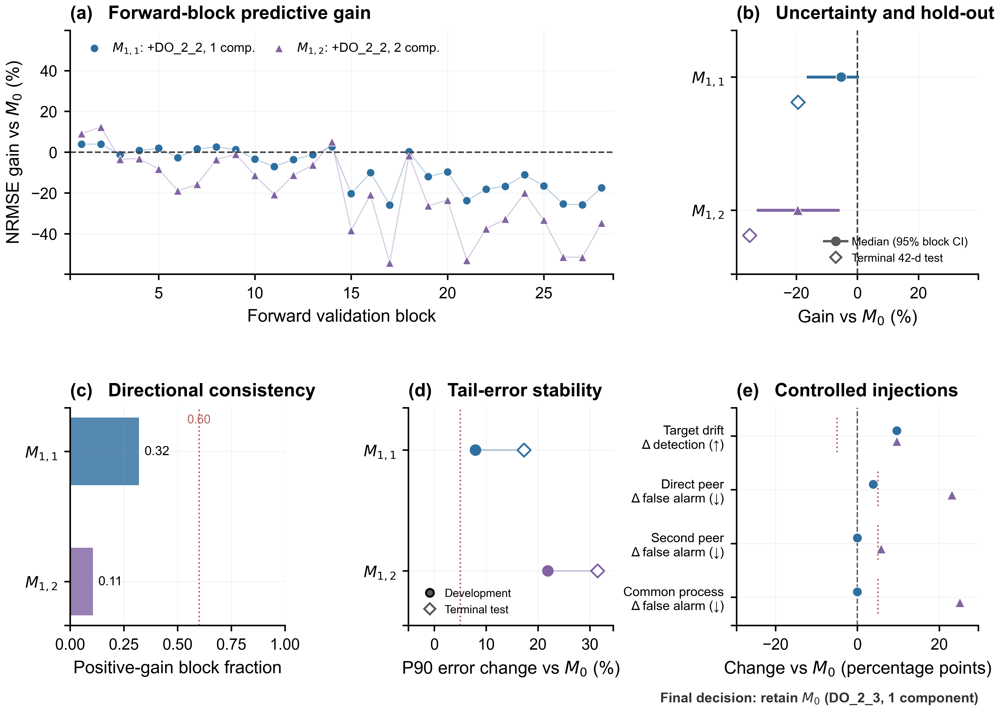 (a) Forward-block predictive gain
M1,1: +DO_2_2, 1 comp.
M1,2: +DO_2_2, 2 comp.
NRMSE gain vs M0 (%)
40
20
0
−20
−40
5 10 15 20 25
Forward validation block
(b) Uncertainty and hold-out
M1,1
M1,2
Median (95% block CI)
Terminal 42-d test
−20 0 20
Gain vs M0 (%)
(c) Directional consistency
0.60
M1,1
0.32
M1,2
0.11
0.00 0.25 0.50 0.75 1.00
Positive-gain block fraction
(d) Tail-error stability
M1,1
M1,2
Development
Terminal test
0 10 20 30
P90 error change vs M0 (%)
(e) Controlled injections
Target drift
Δ detection (↑)
Direct peer
Δ false alarm (↓)
Second peer
Δ false alarm (↓)
Common process
Δ false alarm (↓)
−20 0 20
Change vs M0 (percentage points)
Final decision: retain M0 (DO_2_3, 1 component)